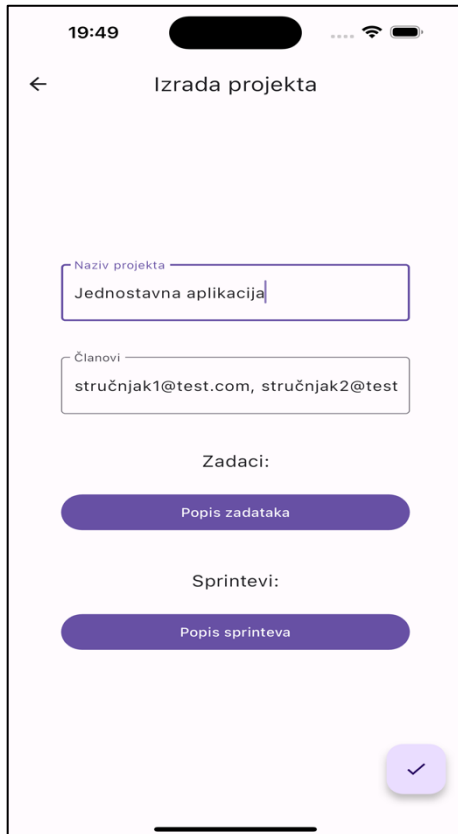 19:49
Izrada projekta
Naziv projekta
Jednostavna aplikacija
Članovi
stručnjak1@test.com, stručnjak2@test
Zadaci:
Popis zadataka
Sprintevi:
Popis sprinteva